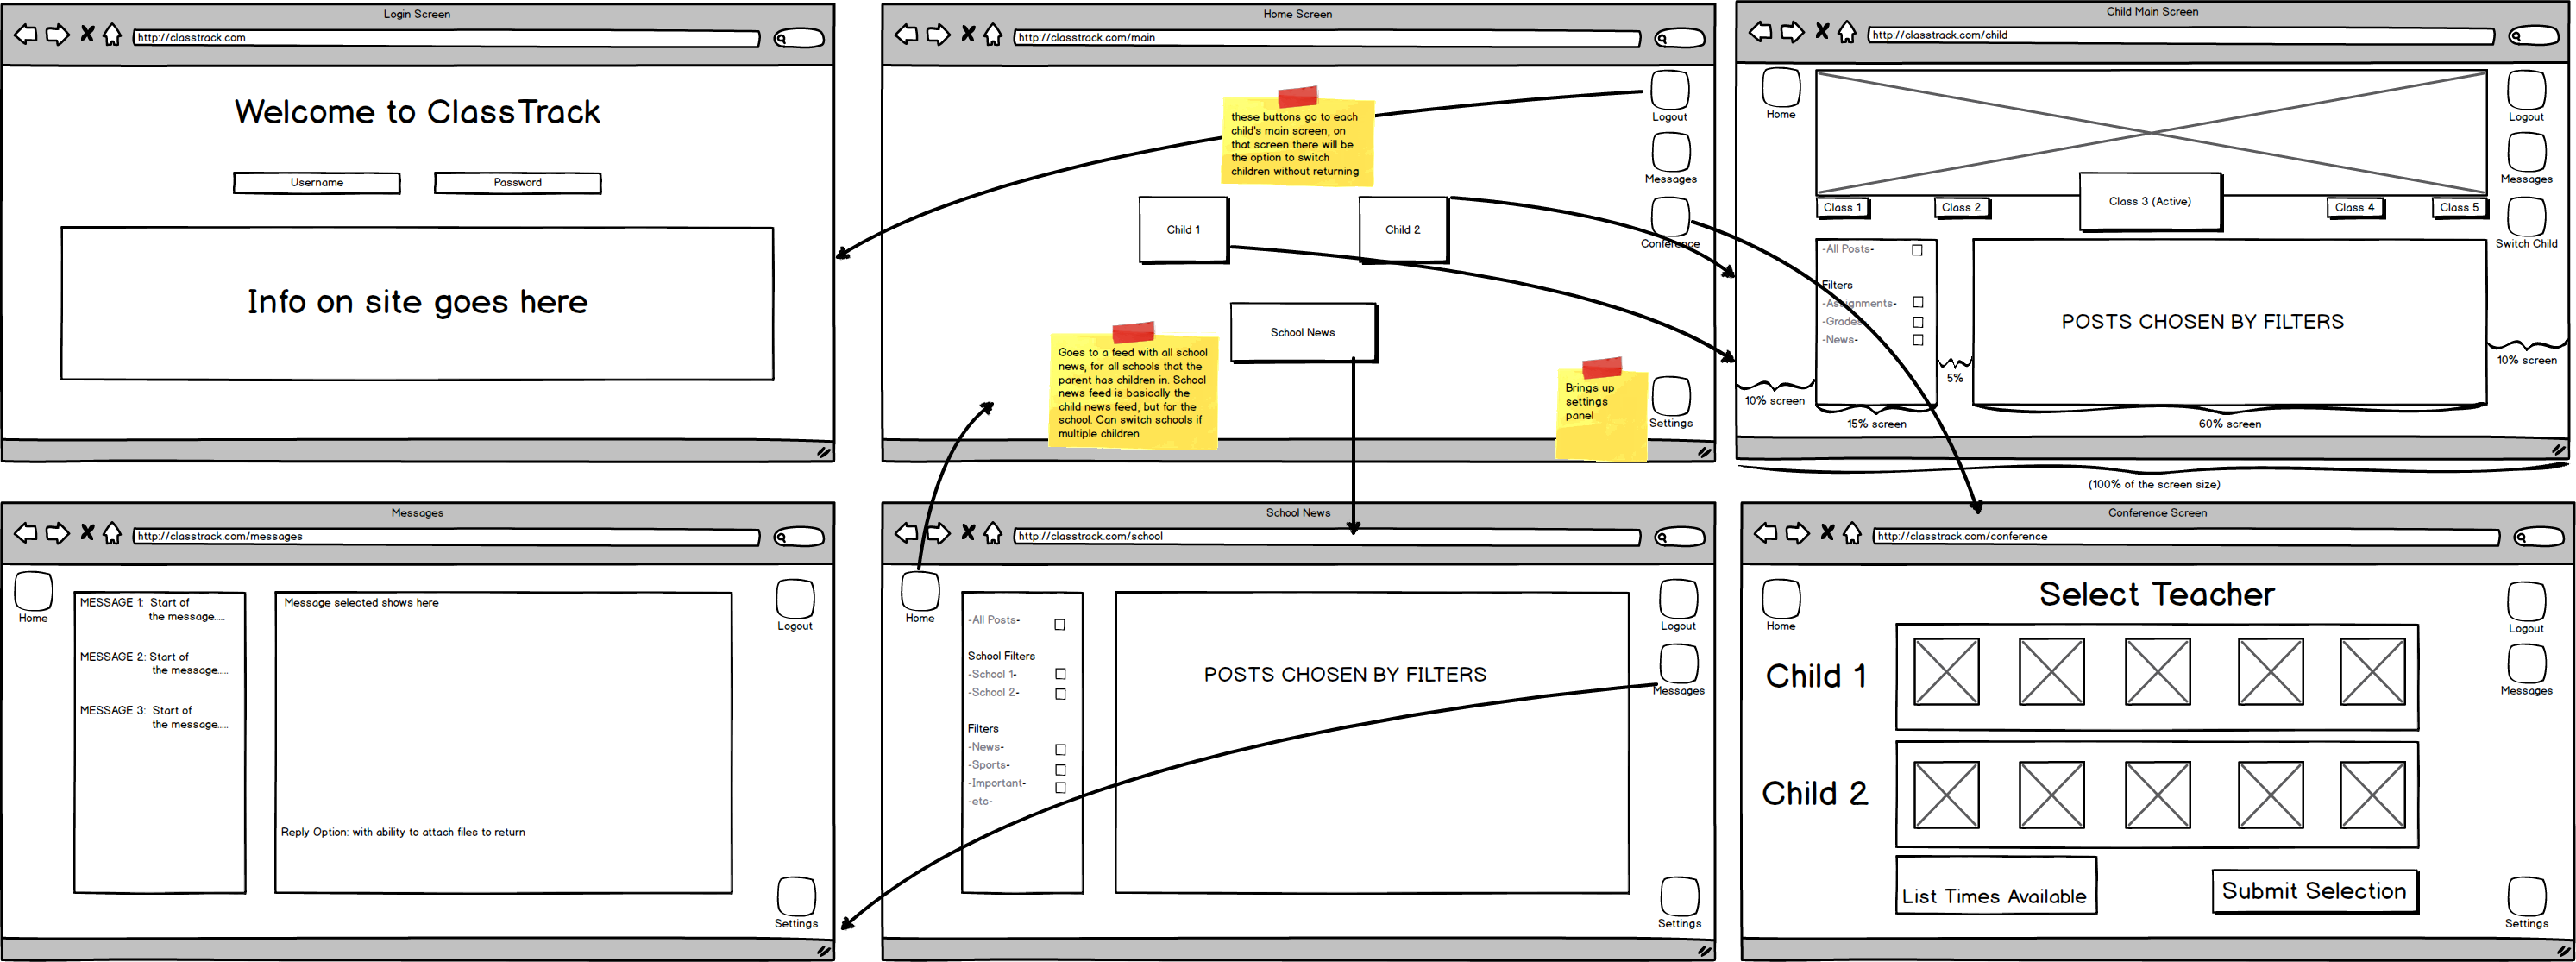 Login Screen
http://classtrack.com
Welcome to ClassTrack
Username
Password
Info on site goes here
Home Screen
http://classtrack.com/main
these buttons go to each
child's main screen, on
that screen there will be
the option to switch
children without returning
Logout
Messages
Conference
Child 1
Child 2
School News
Goes to a feed with all school
news, for all schools that the
parent has children in. School
news feed is basically the
child news feed, but for the
school. Can switch schools if
multiple children
Brings up
settings
panel
Settings
Child Main Screen
http://classtrack.com/child
Home
Logout
Messages
Switch Child
Class 1
Class 2
Class 3 (Active)
Class 4
Class 5
-All Posts-
Filters
-Assignments-
-Grades-
-News-
POSTS CHOSEN BY FILTERS
10% screen
15% screen
5%
60% screen
10% screen
(100% of the screen size)
Messages
http://classtrack.com/messages
Home
MESSAGE 1: Start of
the message.....
MESSAGE 2: Start of
the message.....
MESSAGE 3: Start of
the message.....
Message selected shows here
Reply Option: with ability to attach files to return
Logout
Settings
School News
http://classtrack.com/school
Home
-All Posts-
School Filters
-School 1-
-School 2-
Filters
-News-
-Sports-
-Important-
-etc-
POSTS CHOSEN BY FILTERS
Logout
Messages
Settings
Conference Screen
http://classtrack.com/conference
Home
Select Teacher
Child 1
Child 2
List Times Available
Submit Selection
Logout
Messages
Settings